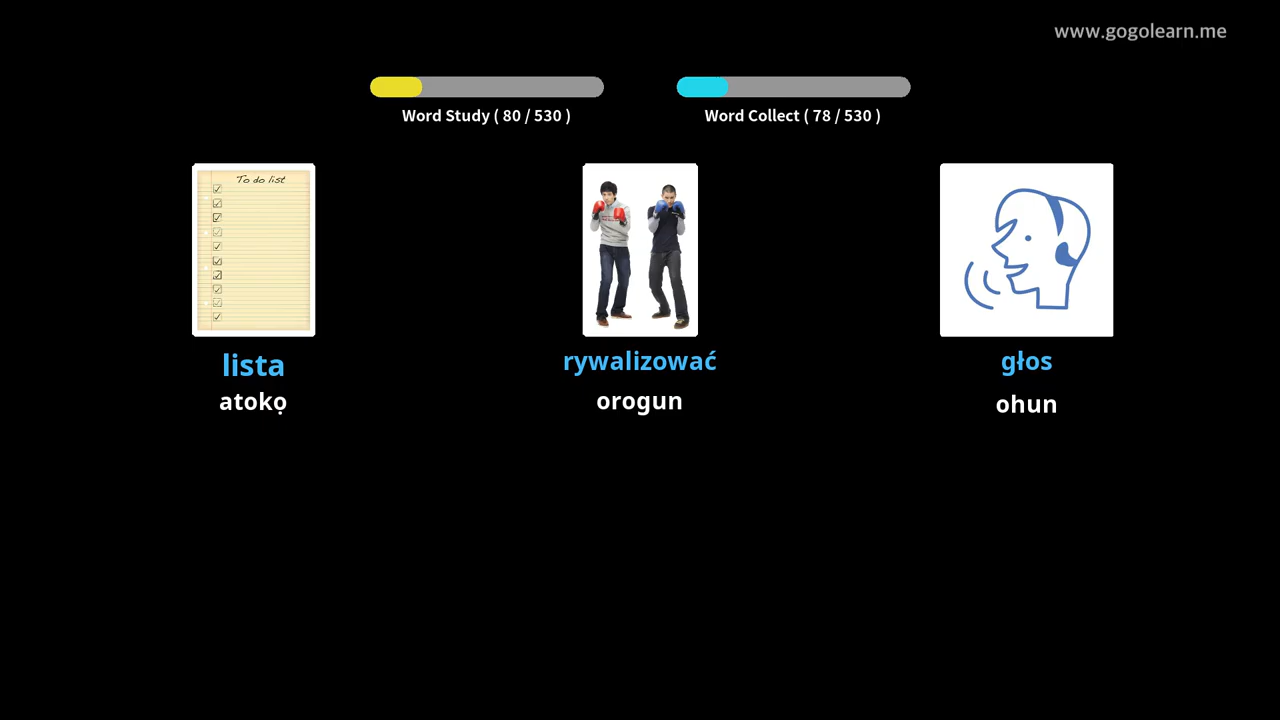 www.gogolearn.me
Word Study ( 80 / 530 )
Word Collect ( 78 / 530 )
To do list
lista
atokọ
rywalizować
orogun
głos
ohun